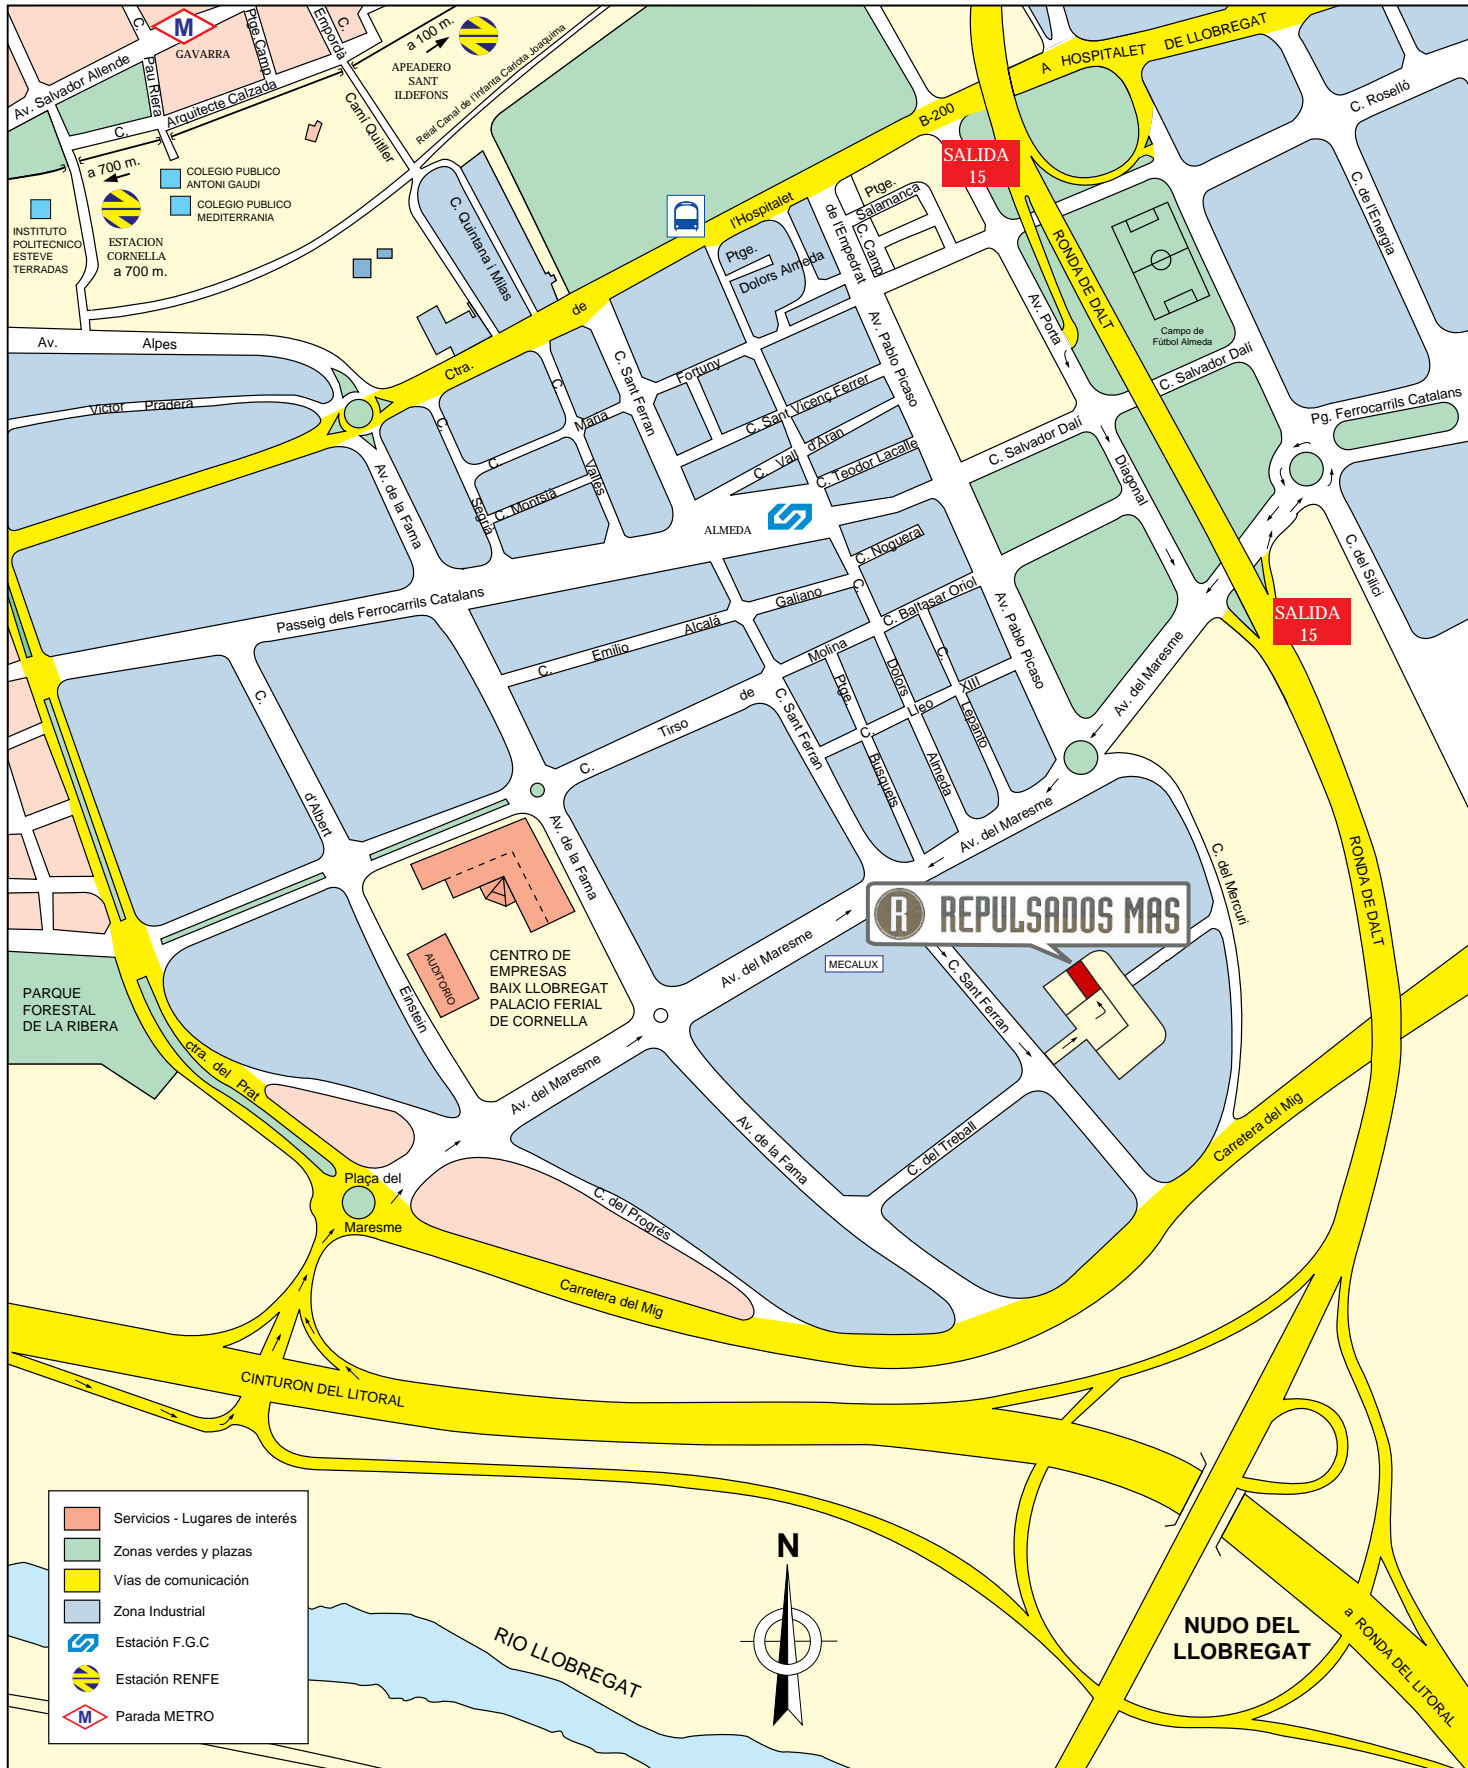 C.
Pau Riera
M
GAVARRA
Ptge.Camp
C.
Empordà
a 100 m.
APEADERO
SANT
ILDEFONS
Reial Canal de l'Infanta Carlota Joaquima
Av. Salvador Allende
C.
Arquitecte Calzada
Camí Quitller
a 700 m.
COLEGIO PUBLICO
ANTONI GAUDI
COLEGIO PUBLICO
MEDITERRANIA
INSTITUTO
POLITECNICO
ESTEVE
TERRADAS
ESTACION
CORNELLA
a 700 m.
C. Quintana i Milas
A HOSPITALET DE LLOBREGAT
B-200
SALIDA
15
C. Roselló
C. de l'Energia
Ptge.
Salamanca
C. Camp
de l'Empedrat
l'Hospitalet
Ptge.
Dolors Almeda
RONDA DE DALT
Campo de
Fútbol Almeda
Av. Porta
Diagonal
de
Ctra.
Av. Alpes
Victor Pradera
C. Sant Ferran
Fortuny
Av. Pablo Picaso
C. Salvador Dalí
Pg. Ferrocarrils Catalans
C. Sant Vicenç Ferrer
C. Vall d'Aran
C. Teodor Lacalle
C. Salvador Dalí
C.
Maria
C.
C.
Segrià
C. Montsià
Valles
Av. de la Fama
ALMEDA
C. Noguera
C. del Silici
SALIDA
15
Passeig dels Ferrocarrils Catalans
C. Emilio Alcalá Galiano
C.
C. Baltasar Oriol
Av. Pablo Picaso
C. Tirso de Molina
Ptge.
Dolors
C.
C. Lleo XIII
Lepanto
Busquets
Almeda
C. Sant Ferran
Av. del Maresme
C.
d'Albert
Einstein
Av. de la Fama
Av. del Maresme
C. del Mercuri
RONDA DE DALT
R REPULSADOS MAS
MECALUX
Av. del Maresme
C. Sant Ferran
CENTRO DE
EMPRESAS
BAIX LLOBREGAT
PALACIO FERIAL
DE CORNELLA
AUDITORIO
PARQUE
FORESTAL
DE LA RIBERA
ctra. del Prat
Av. del Maresme
Av. de la Fama
C. del Treball
Carretera del Mig
Plaça del
Maresme
C. del Progrés
Carretera del Mig
CINTURON DEL LITORAL
Servicios - Lugares de interés
Zonas verdes y plazas
Vías de comunicación
Zona Industrial
Estación F.G.C
Estación RENFE
M Parada METRO
RIO LLOBREGAT
N
NUDO DEL
LLOBREGAT
a RONDA DEL LITORAL